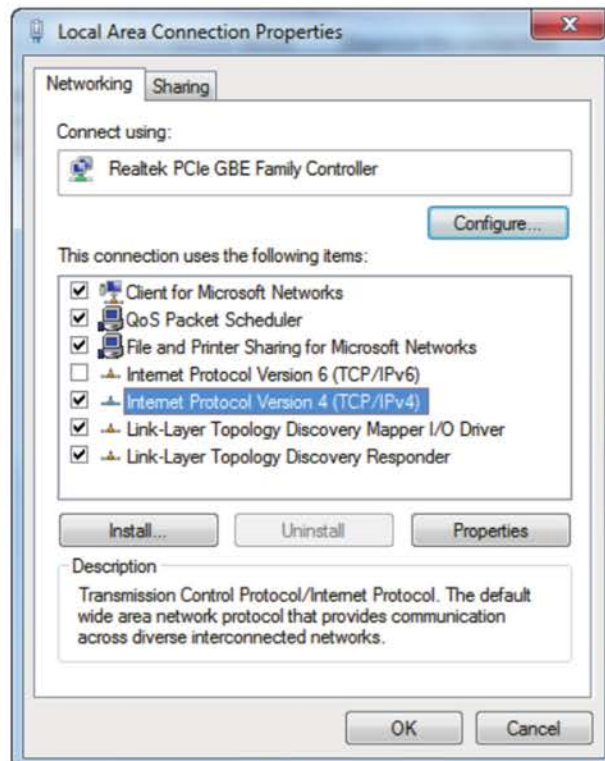 Local Area Connection Properties
Networking
Sharing
Connect using:
Realtek PCIe GBE Family Controller
Configure...
This connection uses the following items:
Client for Microsoft Networks
QoS Packet Scheduler
File and Printer Sharing for Microsoft Networks
Internet Protocol Version 6 (TCP/IPv6)
Internet Protocol Version 4 (TCP/IPv4)
Link-Layer Topology Discovery Mapper I/O Driver
Link-Layer Topology Discovery Responder
Install...
Uninstall
Properties
Description
Transmission Control Protocol/Internet Protocol. The default
wide area network protocol that provides communication
across diverse interconnected networks.
OK
Cancel